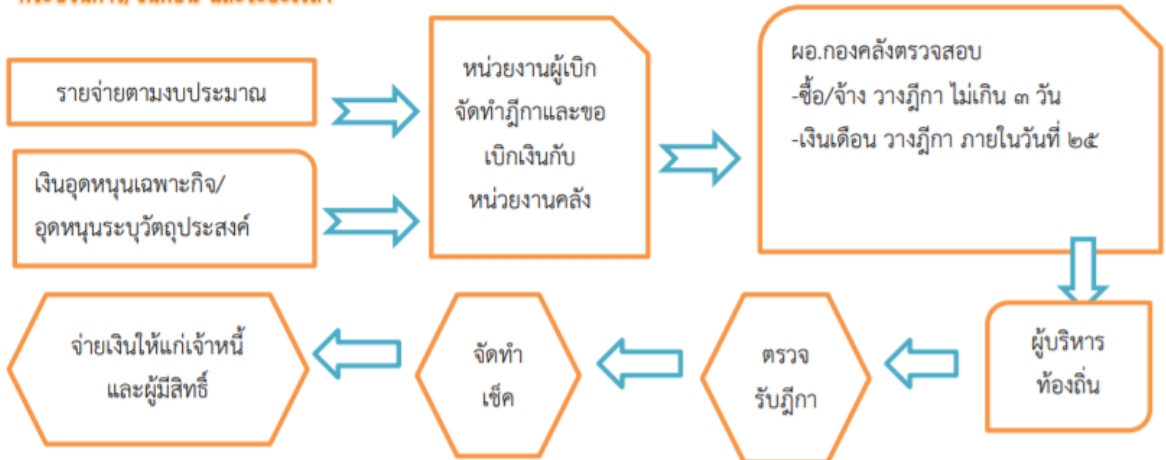 รายจ่ายตามงบประมาณ
เงินอุดหนุนเฉพาะกิจ/
อุดหนุนระบุวัตถุประสงค์
หน่วยงานผู้เบิก
จัดทำฎีกาและขอ
เบิกเงินกับ
หน่วยงานคลัง
ผอ.กองคลังตรวจสอบ
-ซื้อ/จ้าง วางฎีกา ไม่เกิน ๓ วัน
-เงินเดือน วางฎีกา ภายในวันที่ ๒๕
ผู้บริหาร
ท้องถิ่น
ตรวจ
รับฎีกา
จัดทำ
เช็ค
จ่ายเงินให้แก่เจ้าหนี้
และผู้มีสิทธิ์